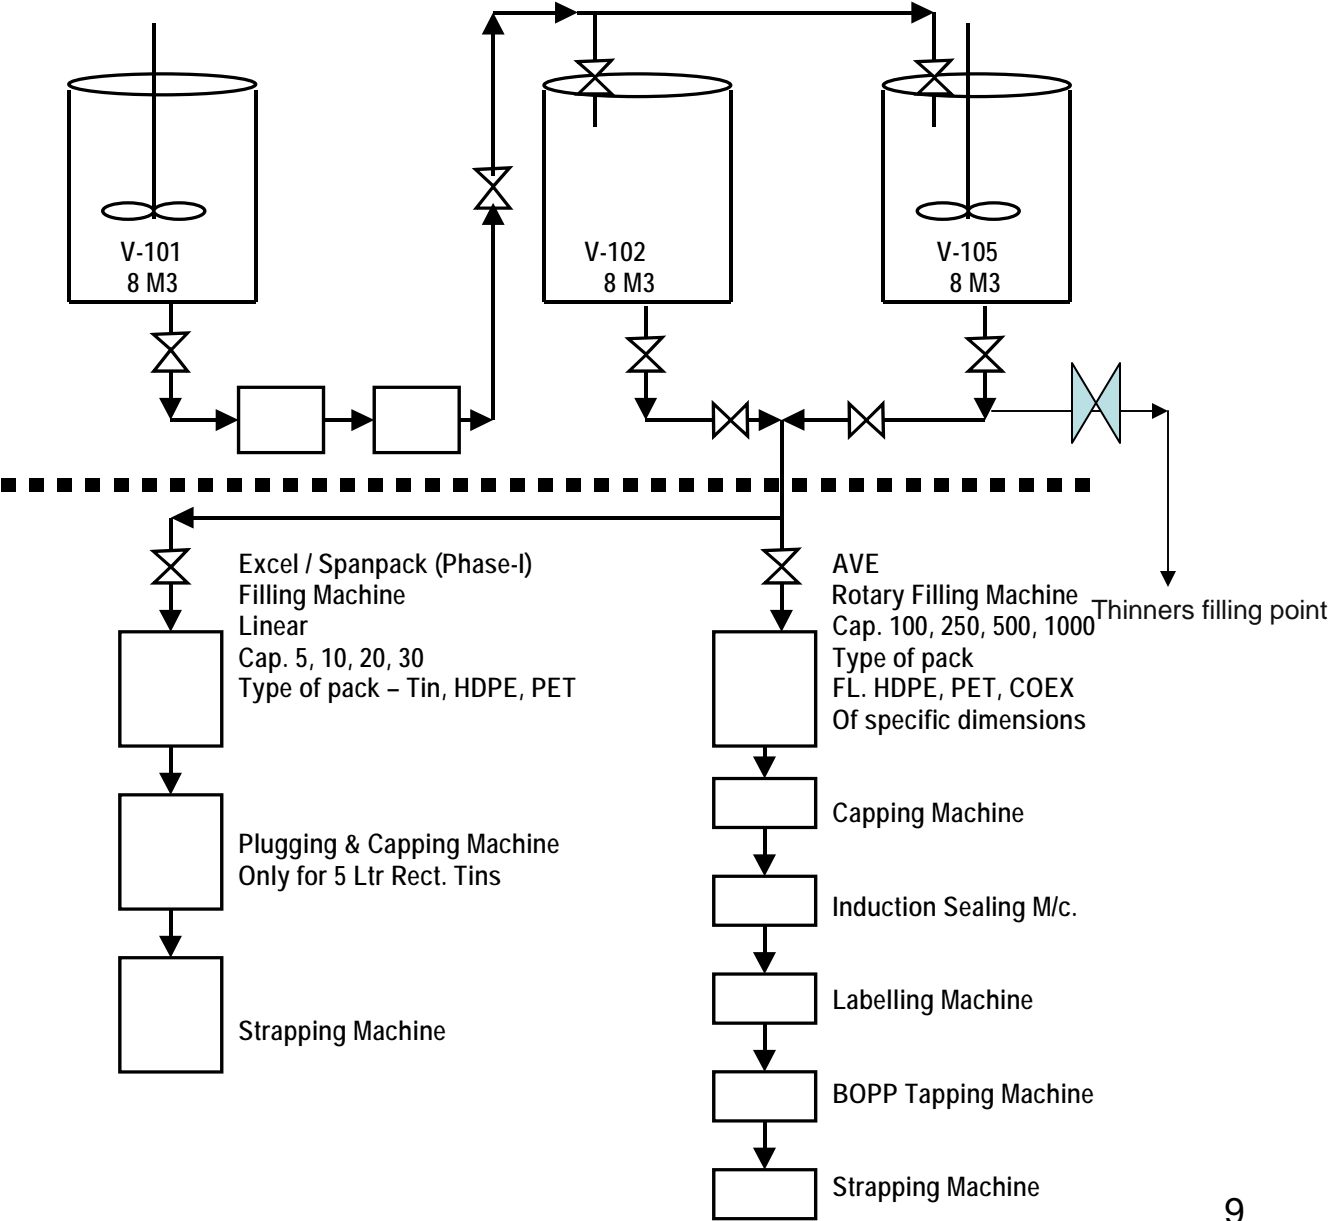 V-101
8 M3
V-102
8 M3
V-105
8 M3
Excel / Spanpack (Phase-I)
Filling Machine
Linear
Cap. 5, 10, 20, 30
Type of pack – Tin, HDPE, PET
AVE
Rotary Filling Machine
Cap. 100, 250, 500, 1000
Type of pack
FL. HDPE, PET, COEX
Of specific dimensions
Thinners filling point
Plugging & Capping Machine
Only for 5 Ltr Rect. Tins
Strapping Machine
Capping Machine
Induction Sealing M/c.
Labelling Machine
BOPP Tapping Machine
Strapping Machine
9